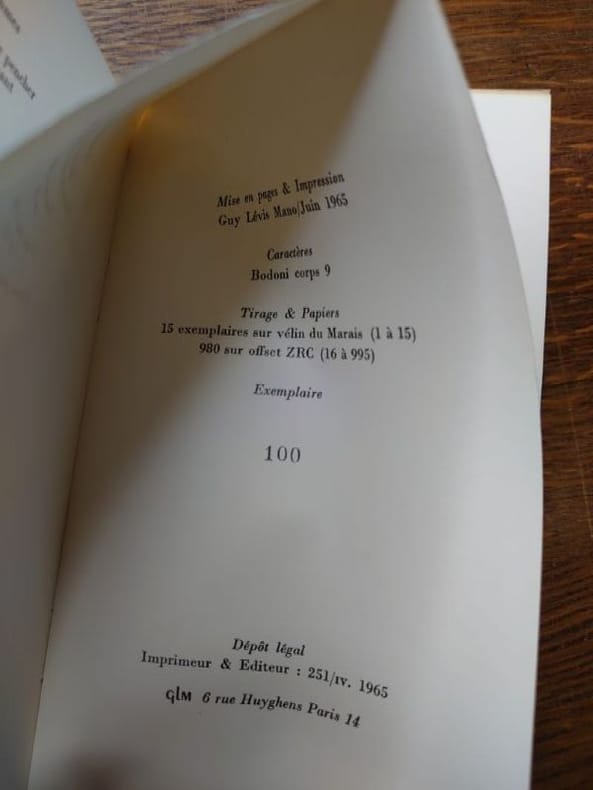 pencher
Mise en pages & Impression
Guy Lévis Mano/Juin 1965
Caractères
Bodoni corps 9
Tirage & Papiers
15 exemplaires sur vélin du Marais (1 à 15)
980 sur offset ZRC (16 à 995)
Exemplaire
100
Dépôt légal
Imprimeur & Editeur : 251/IV. 1965
GLM 6 rue Huyghens Paris 14